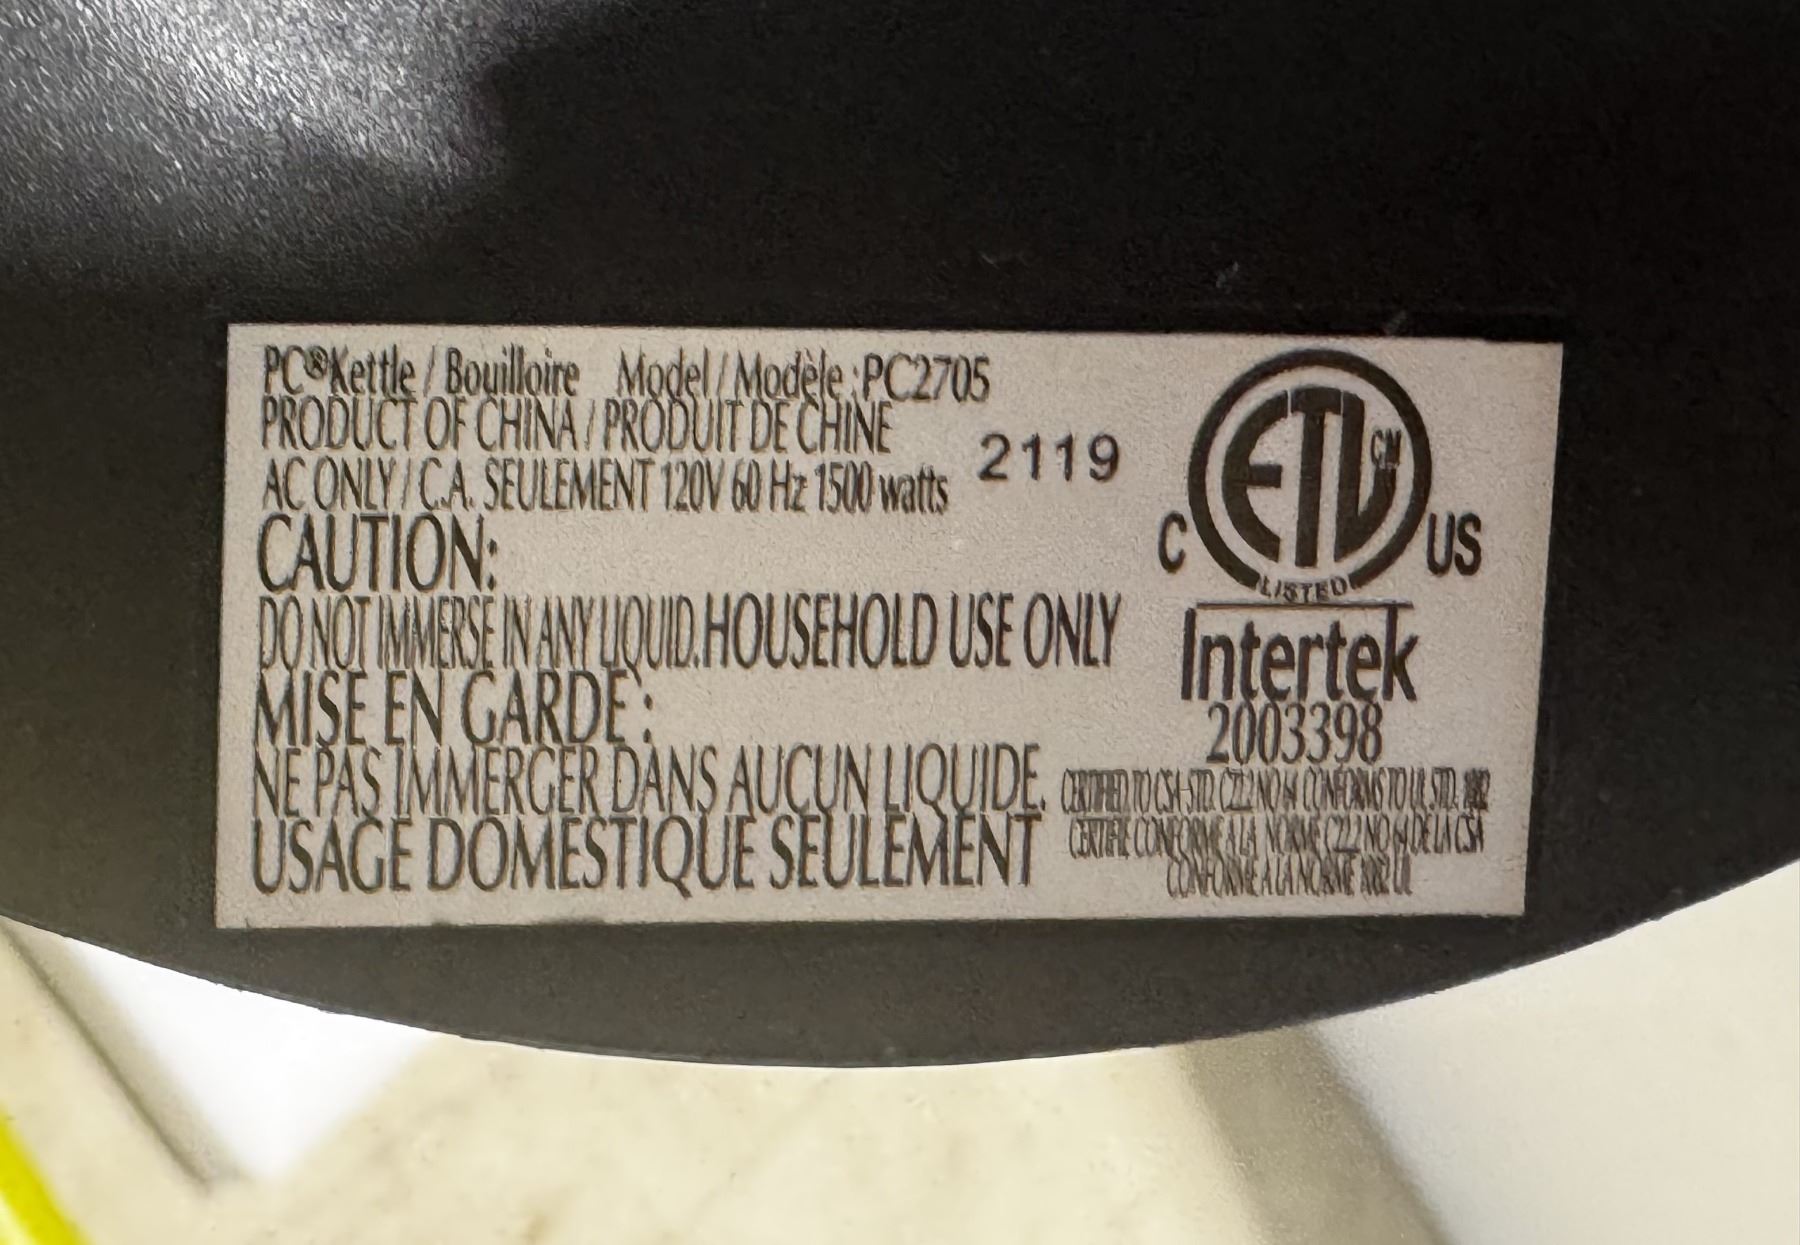 PC®Kettle / Bouilloire Model / Modèle : PC2705
PRODUCT OF CHINA / PRODUIT DE CHINE
AC ONLY / C.A. SEULEMENT 120V 60 Hz 1500 watts
2119
CAUTION:
DO NOT IMMERSE IN ANY LIQUID. HOUSEHOLD USE ONLY
MISE EN GARDE :
NE PAS IMMERGER DANS AUCUN LIQUIDE.
USAGE DOMESTIQUE SEULEMENT
ETL CM
C US
LISTED
Intertek
2003398
CERTIFIED TO CSA-STD. C22.2 NO 64 CONFORMS TO UL STD. 1082
CERTIFIE CONFORME A LA NORME C22.2 NO 64 DE LA CSA
CONFORME A LA NORME 1082 UL